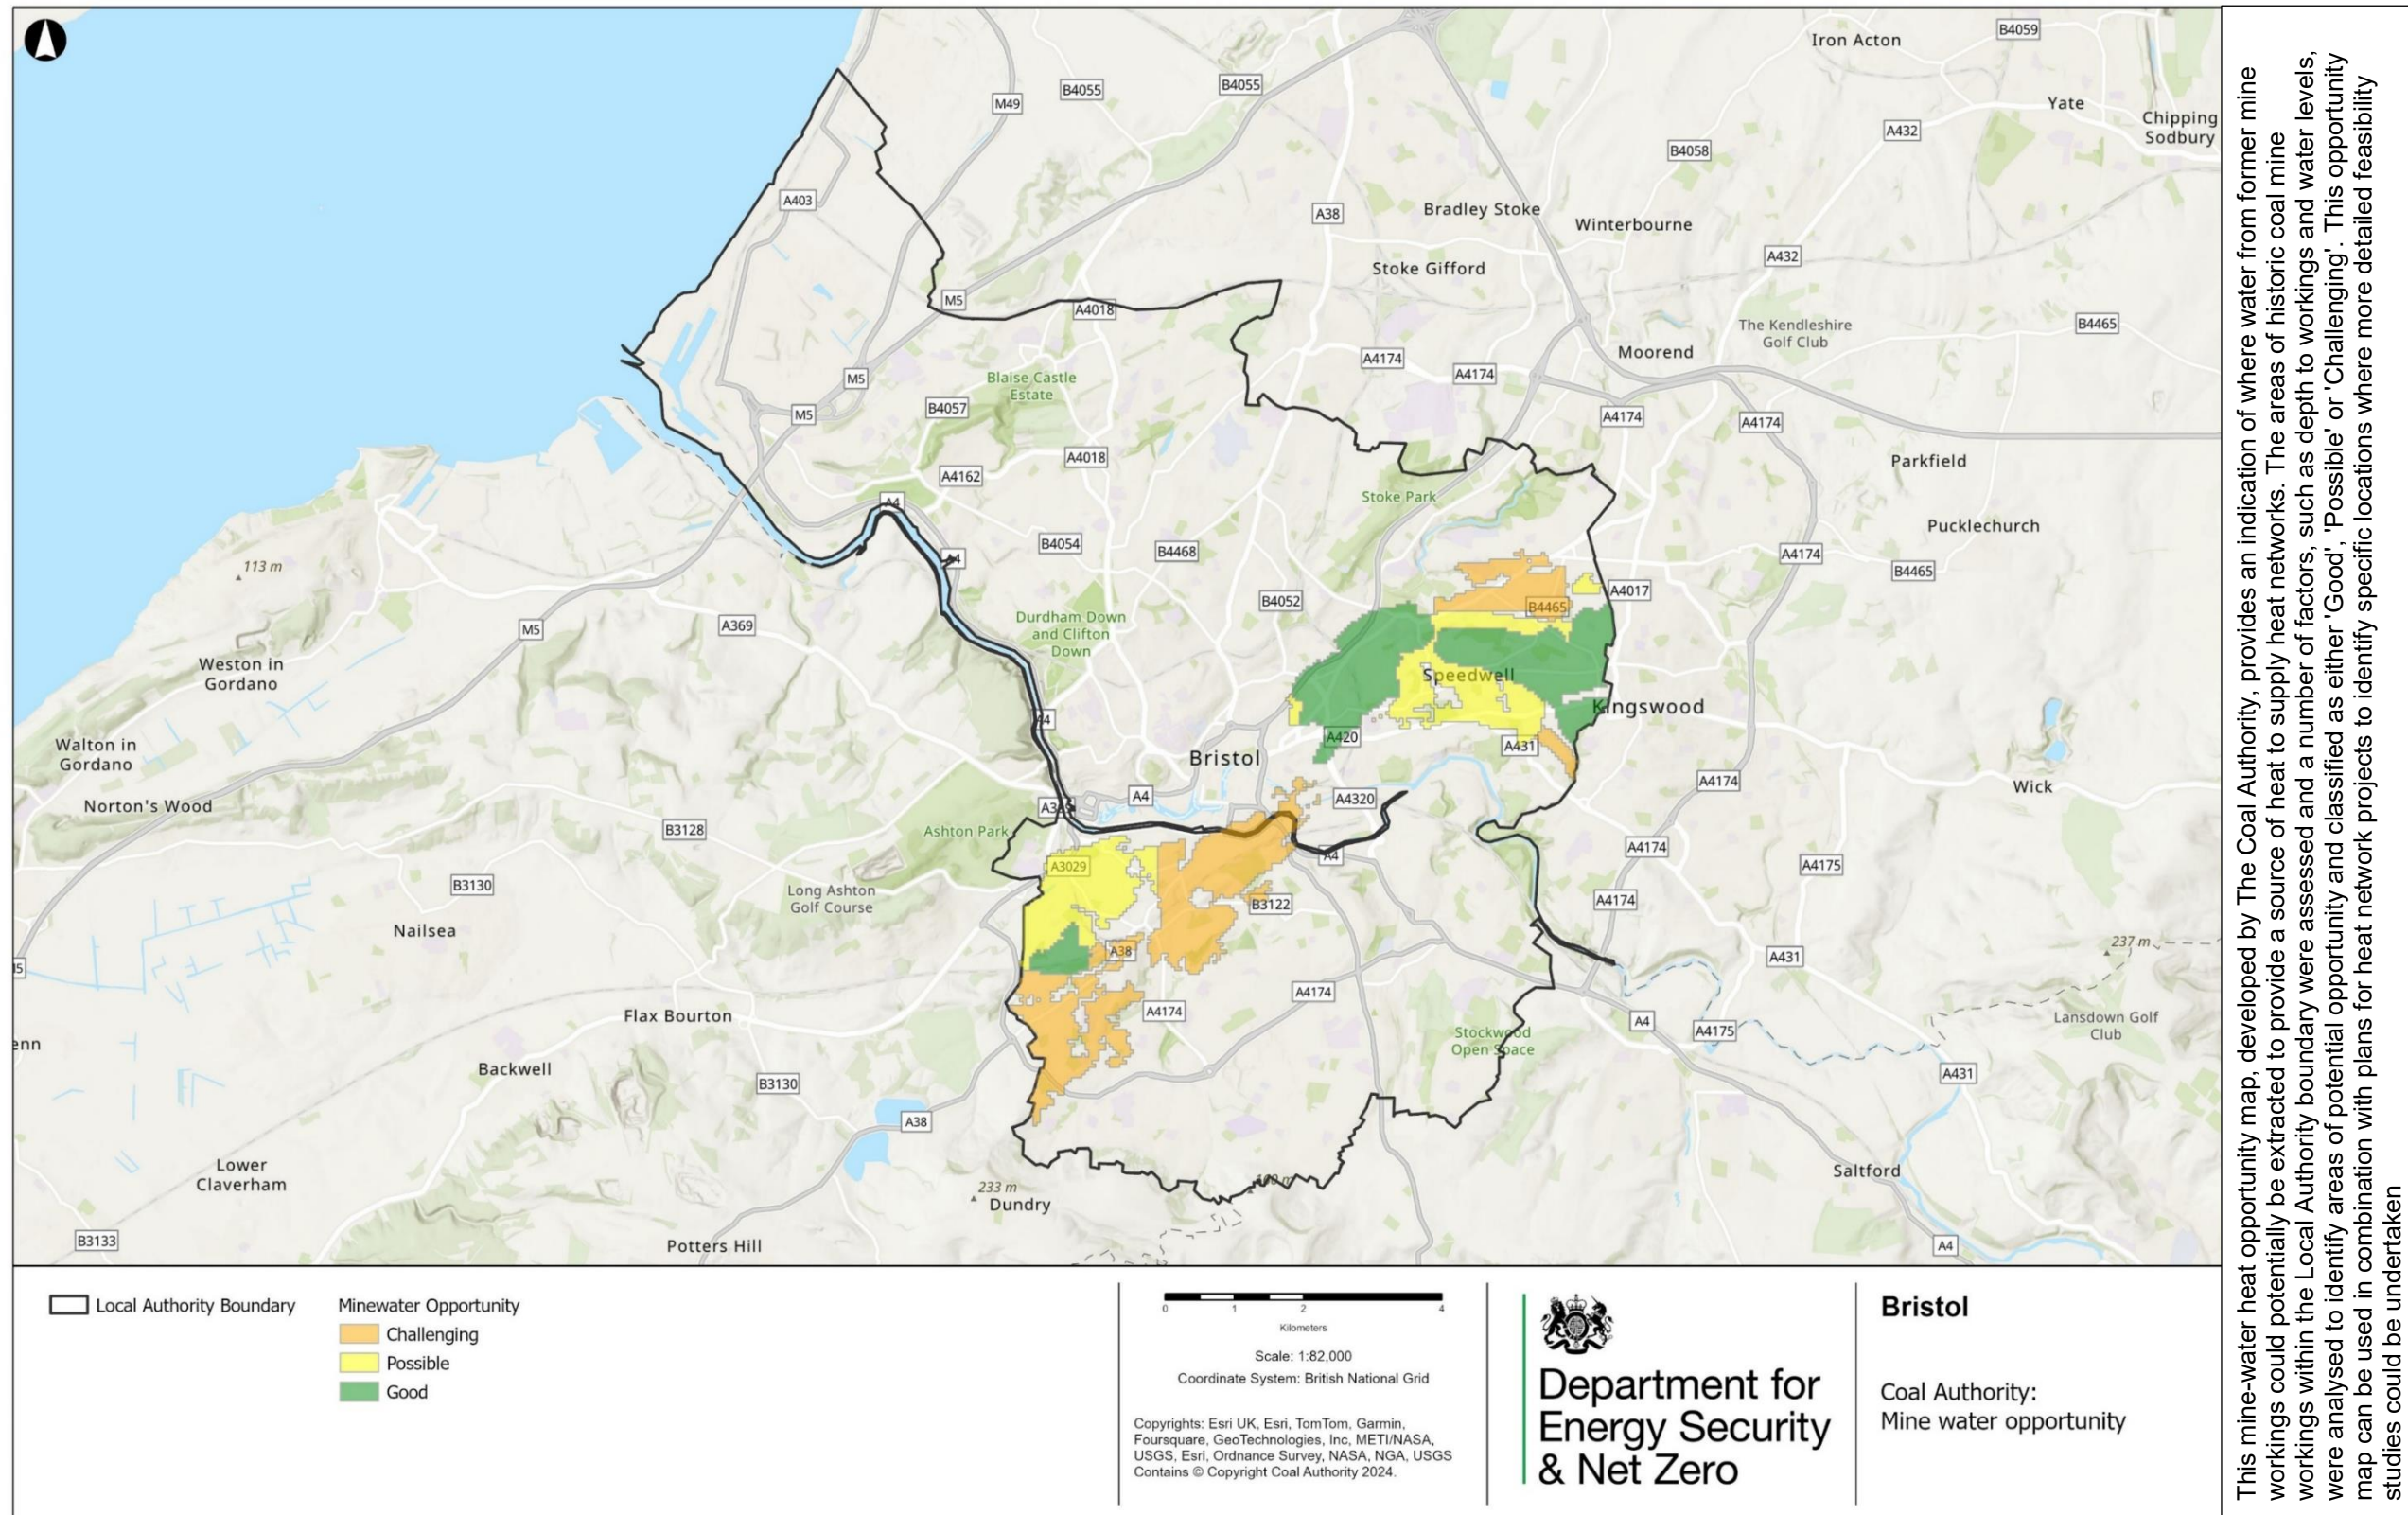 Iron Acton
B4059
B4055
B4055
M49
Yate
Chipping
Sodbury
A432
B4058
A403
A38
Bradley Stoke
Winterbourne
A432
Stoke Gifford
M5
A4018
The Kendleshire
Golf Club
B4465
Moorend
A4174
A4174
M5
Blaise Castle
Estate
B4057
M5
A4174
A4174
A4018
A4162
Parkfield
Stoke Park
A4
Pucklechurch
B4054
B4468
A4
A4174
B4465
113 m
A4017
B4052
B4465
M5
A369
Durdham Down
and Clifton
Down
Weston in
Gordano
Speedwell
Kingswood
A4
A420
A431
Walton in
Gordano
Bristol
A4174
Wick
Norton's Wood
A4
A4320
B3128
Ashton Park
A4174
A4
A3029
A4175
B3130
Long Ashton
Golf Course
A4174
B3122
Nailsea
A38
237 m
A431
A4174
A4174
Flax Bourton
A4
A4175
Lansdown Golf
Club
Stockwood
Open Space
Backwell
B3130
A431
A38
Lower
Claverham
Saltford
233 m
Dundry
B3133
Potters Hill
A4
Local Authority Boundary
Minewater Opportunity
Challenging
Possible
Good
0 1 2 4
Kilometers
Scale: 1:82,000
Coordinate System: British National Grid
Copyrights: Esri UK, Esri, TomTom, Garmin,
Foursquare, GeoTechnologies, Inc, METI/NASA,
USGS, Esri, Ordnance Survey, NASA, NGA, USGS
Contains © Copyright Coal Authority 2024.
Department for
Energy Security
& Net Zero
Bristol
Coal Authority:
Mine water opportunity
This mine-water heat opportunity map, developed by The Coal Authority, provides an indication of where water from former mine
workings could potentially be extracted to provide a source of heat to supply heat networks. The areas of historic coal mine
workings within the Local Authority boundary were assessed and a number of factors, such as depth to workings and water levels,
were analysed to identify areas of potential opportunity and classified as either 'Good', 'Possible' or 'Challenging'. This opportunity
map can be used in combination with plans for heat network projects to identify specific locations where more detailed feasibility
studies could be undertaken